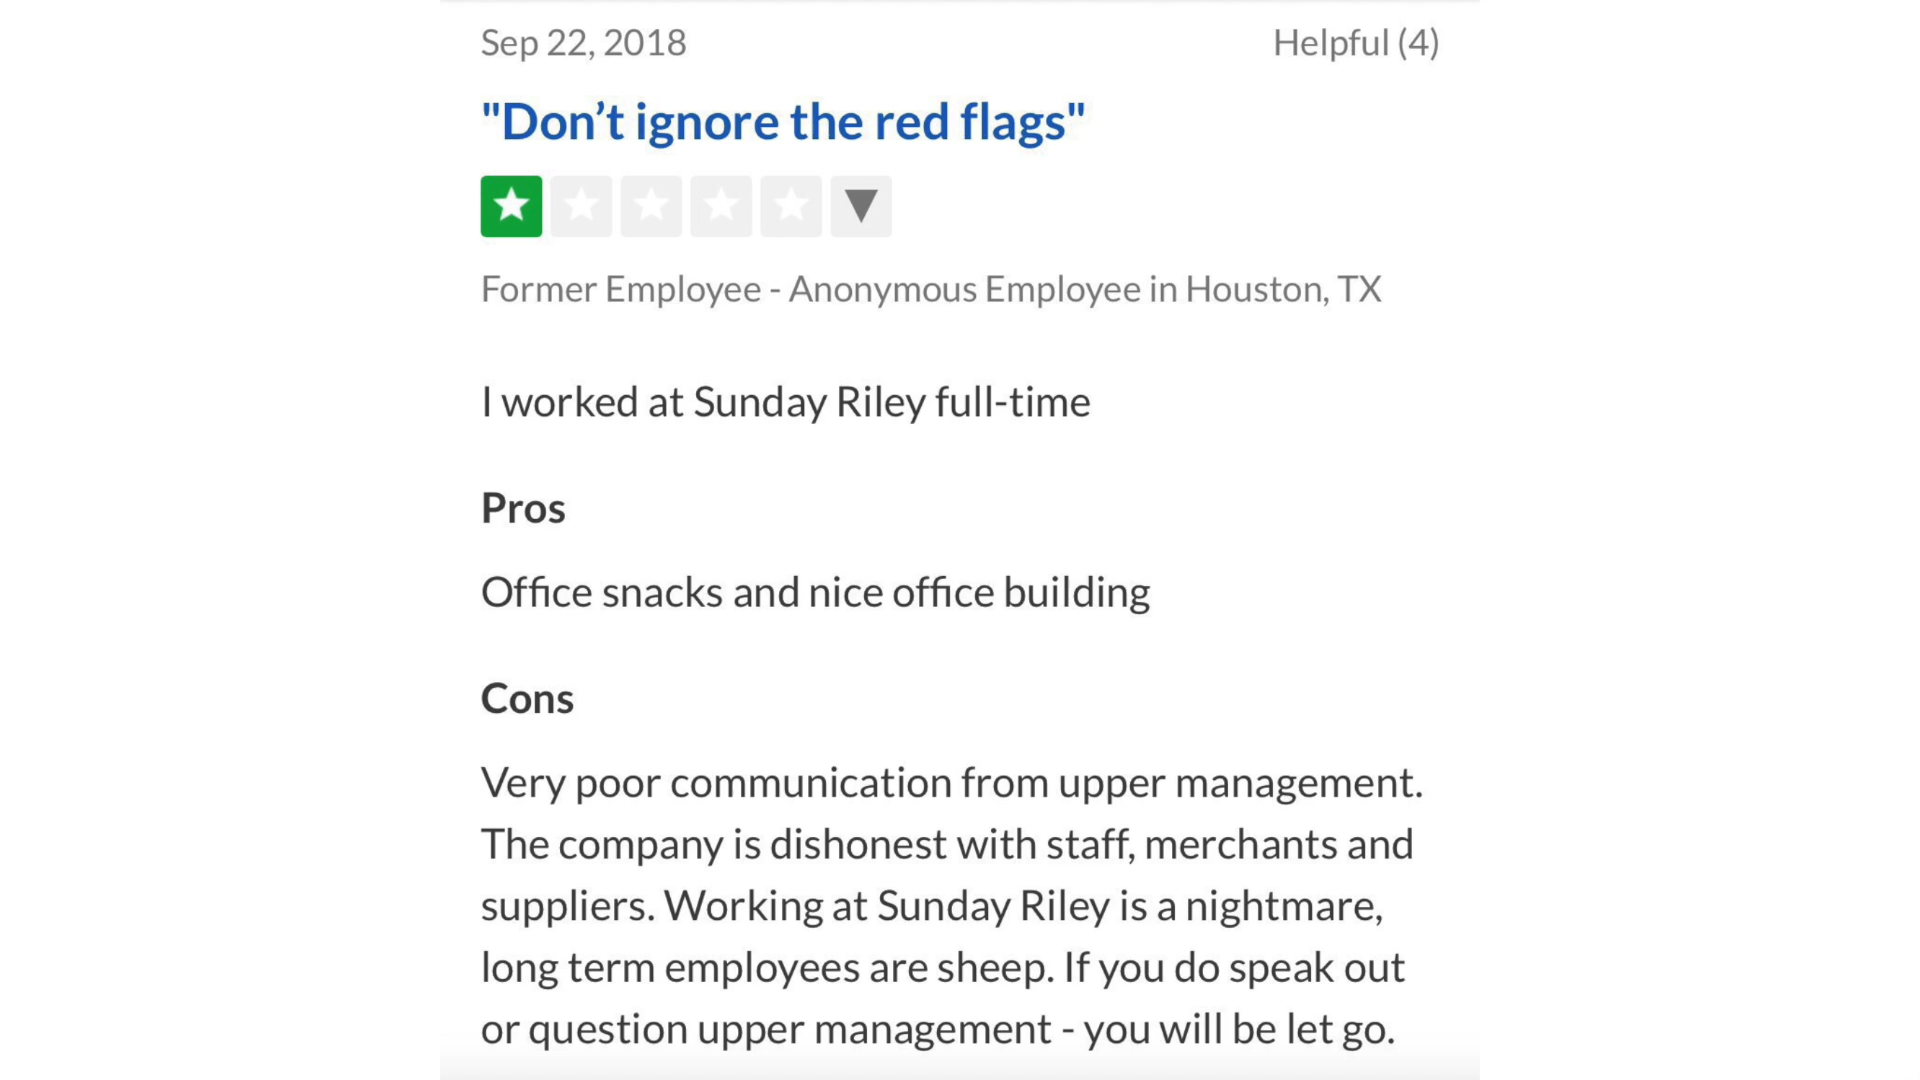 Sep 22, 2018 Helpful (4)
"Don’t ignore the red flags"
Former Employee - Anonymous Employee in Houston, TX
I worked at Sunday Riley full-time
Pros
Office snacks and nice office building
Cons
Very poor communication from upper management.
The company is dishonest with staff, merchants and
suppliers. Working at Sunday Riley is a nightmare,
long term employees are sheep. If you do speak out
or question upper management - you will be let go.